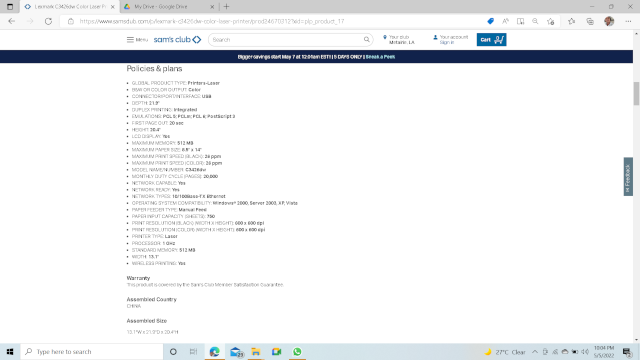 Lexmark C3426dw Color Laser Pr
My Drive - Google Drive
https://www.samsclub.com/p/lexmark-c3426dw-color-laser-printer/prod24670212?xid=plp_product_17
Menu sam's club Search Your club Your account Cart
Metairie, LA Sign in
Bigger savings start May 7 at 12:01am EST! | 5 DAYS ONLY | Sneak a Peek
Policies & plans
GLOBAL PRODUCT TYPE: Printers-Laser
COLOR OUTPUT: Color
CONNECTOR/PORT/INTERFACE: USB
DEPTH: 21.9"
DUPLEX PRINTING: Integrated
EMULATIONS: PCL 5; PCLm; PCL 6; PostScript 3
FIRST PAGE OUT: 20 sec
HEIGHT: 20.4"
LCD DISPLAY: Yes
MAXIMUM MEMORY: 512 MB
MAXIMUM PAPER SIZE: 8.5" x 14"
MAXIMUM PRINT SPEED (BLACK): 26 ppm
MAXIMUM PRINT SPEED (COLOR): 26 ppm
MODEL NAME/NUMBER: C3426dw
MONTHLY DUTY CYCLE (PAGES): 20,000
NETWORK CAPABLE: Yes
NETWORK READY: Yes
NETWORK TYPES: 10/100Base-TX Ethernet
OPERATING SYSTEM COMPATIBILITY: Windows® 2000, Server 2003, XP, Vista
PAPER FEEDER TYPE: Manual Feed
PAPER INPUT CAPACITY (SHEETS): 750
PRINT RESOLUTION (BLACK) (WIDTH X HEIGHT): 600 x 600 dpi
PRINT RESOLUTION (COLOR) (WIDTH X HEIGHT): 600 x 600 dpi
PRINTER TYPE: Laser
PROCESSOR: 1 GHz
STANDARD MEMORY: 512 MB
WIDTH: 13.1"
WIRELESS PRINTING: Yes
Feedback
Warranty
This product is covered by the Sam's Club Member Satisfaction Guarantee
Assembled Country
CHINA
Assembled Size
13.1"W x 21.9"D x 20.4"H
Type here to search
27°C Clear
10:04 PM
5/5/2022